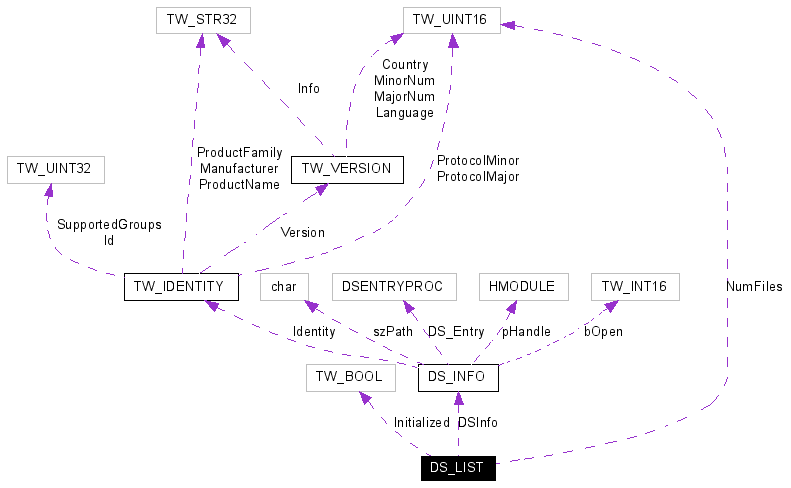 TW_STR32
TW_UINT16
Country
MinorNum
MajorNum
Language
Info
ProductFamily
Manufacturer
ProductName
ProtocolMinor
ProtocolMajor
TW_UINT32
TW_VERSION
SupportedGroups
Id
Version
TW_IDENTITY
char
DSENTRYPROC
HMODULE
TW_INT16
NumFiles
Identity
szPath
DS_Entry
pHandle
bOpen
TW_BOOL
DS_INFO
Initialized
DSInfo
DS_LIST